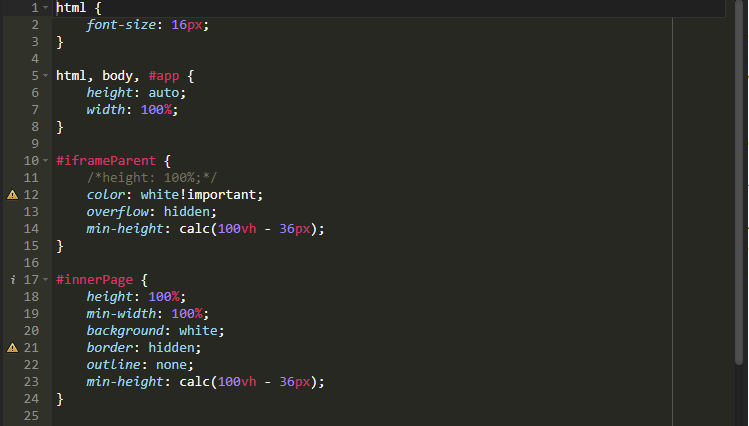 1 html {
2     font-size: 16px;
3 }
4
5 html, body, #app {
6     height: auto;
7     width: 100%;
8 }
9
10 #iframeParent {
11     /*height: 100%;*/
12     color: white!important;
13     overflow: hidden;
14     min-height: calc(100vh - 36px);
15 }
16
i 17 #innerPage {
18     height: 100%;
19     min-width: 100%;
20     background: white;
21     border: hidden;
22     outline: none;
23     min-height: calc(100vh - 36px);
24 }
25